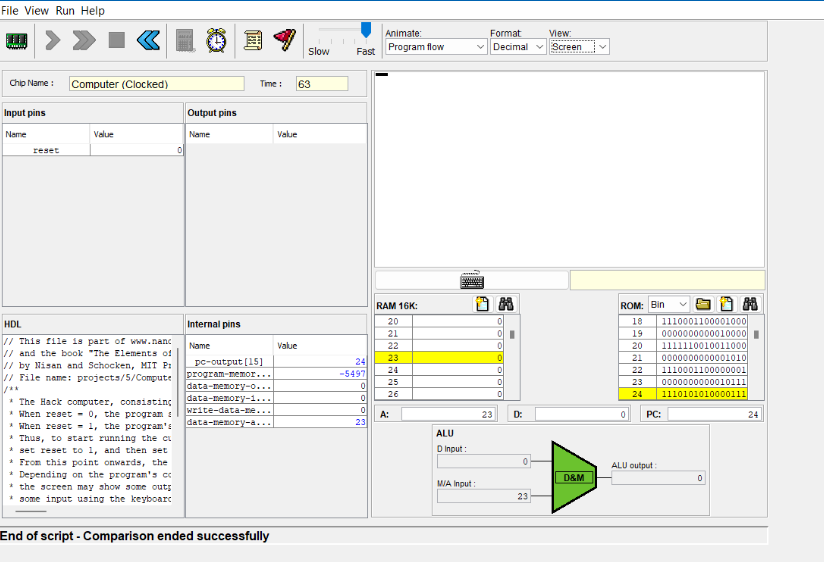 File View Run Help
Animate: Format: View:
Slow Fast Program flow Decimal Screen
Chip Name : Computer (Clocked) Time : 63
Input pins
Name Value
reset 0
Output pins
Name Value
HDL
// This file is part of www.nand
// and the book "The Elements of
// by Nisan and Schocken, MIT Pr
// File name: projects/5/Compute
/**
* The Hack computer, consisting
* When reset = 0, the program s
* When reset = 1, the program's
* Thus, to start running the cu
* set reset to 1, and then set
* From this point onwards, the
* Depending on the program's co
* the screen may show some outp
* some input using the keyboard
Internal pins
Name Value
pc-output[15] 24
program-memor... -5497
data-memory-o... 0
data-memory-i... 0
write-data-me... 0
data-memory-a... 23
RAM 16K:
20 0
21 0
22 0
23 0
24 0
25 0
26 0
ROM: Bin
18 1110001100001000
19 0000000000010000
20 1111110010011000
21 0000000000001010
22 1110001100000001
23 0000000000010111
24 1110101010000111
A: 23 D: 0 PC: 24
ALU
D Input : 0
M/A Input : 23
D&M
ALU output : 0
End of script - Comparison ended successfully